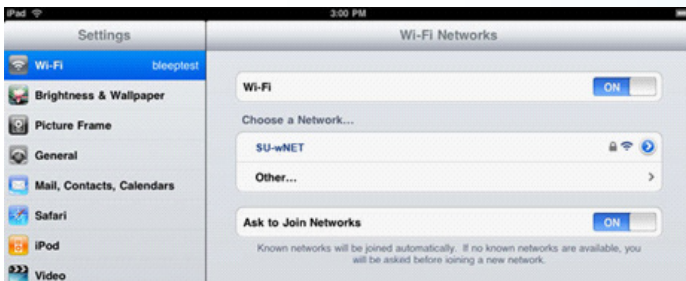 iPad 3:00 PM
Settings
Wi-Fi Networks
Wi-Fi bleeptest
Brightness & Wallpaper
Picture Frame
General
Mail, Contacts, Calendars
Safari
iPod
Video
Wi-Fi ON
Choose a Network...
SU-wNET
Other...
Ask to Join Networks ON
Known networks will be joined automatically. If no known networks are available, you
will be asked before joining a new network.